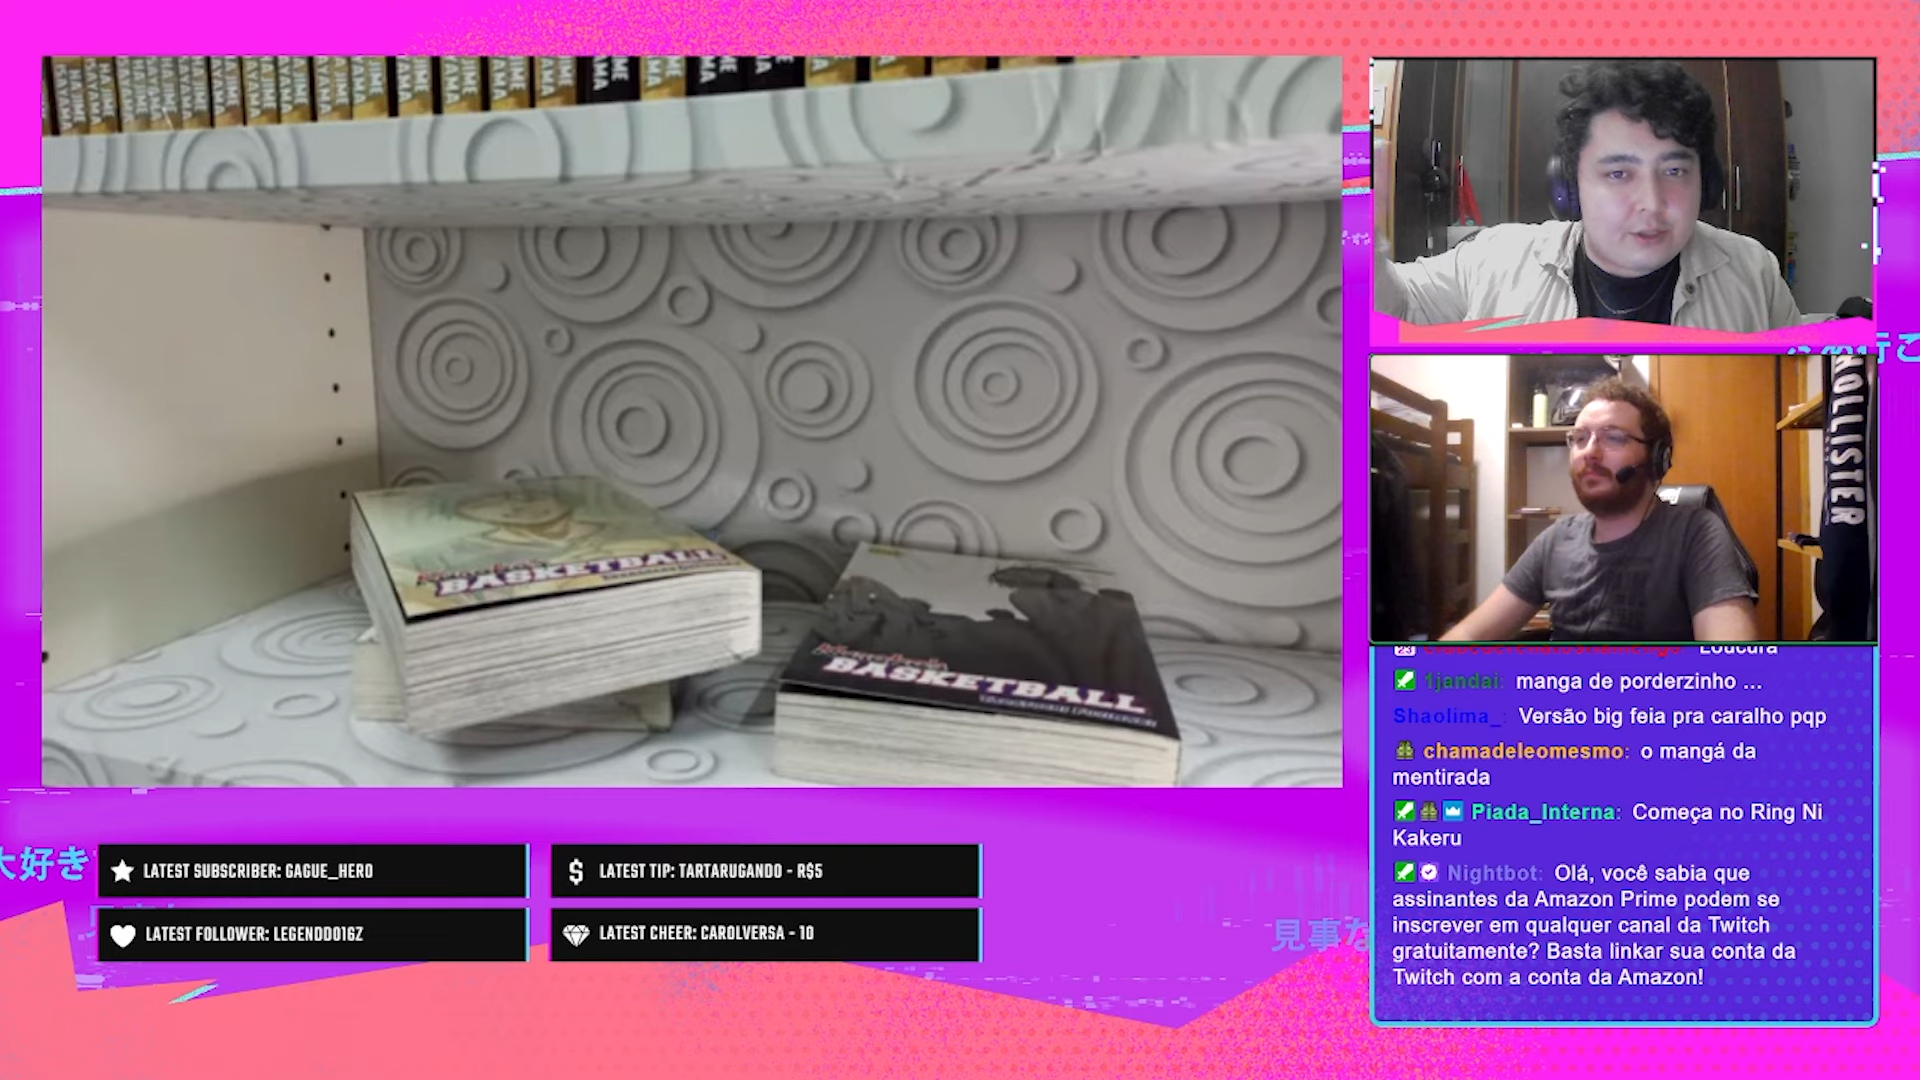 HAJIME
ISAYAMA
Kuroko's
BASKETBALL
Kuroko's
BASKETBALL
HOLLISTER
Loucura
1jandai: manga de porderzinho ...
Shaolima_: Versão big feia pra caralho pqp
chamadeleomesmo: o mangá da
mentirada
Piada_Interna: Começa no Ring Ni
Kakeru
Nightbot: Olá, você sabia que
assinantes da Amazon Prime podem se
inscrever em qualquer canal da Twitch
gratuitamente? Basta linkar sua conta da
Twitch com a conta da Amazon!
大好き
LATEST SUBSCRIBER: GAGUE_HERO
LATEST TIP: TARTARUGANDO - R$5
LATEST FOLLOWER: LEGENDD016Z
LATEST CHEER: CAROLVERSA - 10
見事な